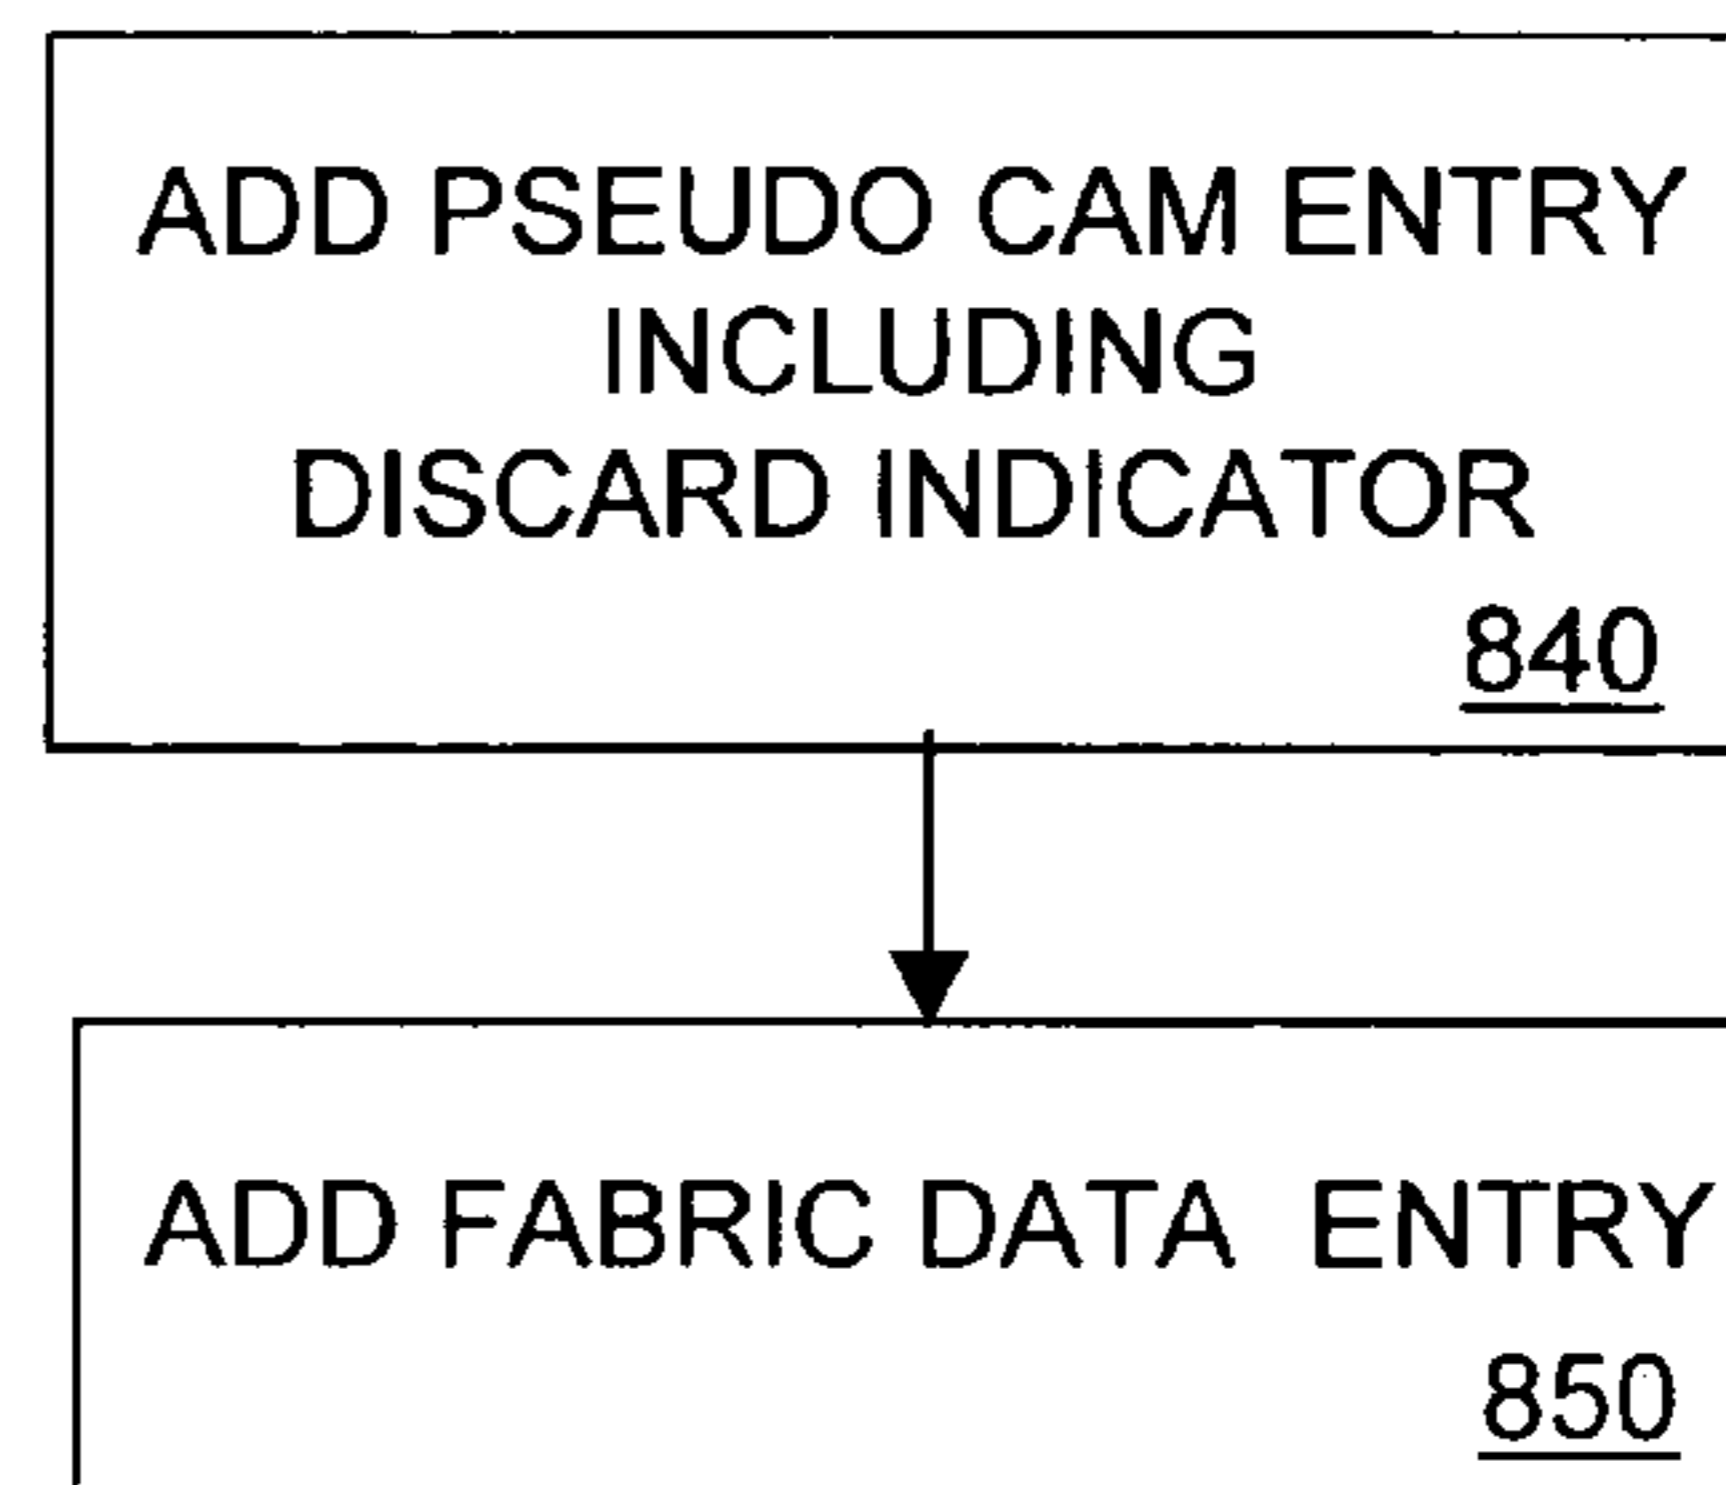 ADD PSEUDO CAM ENTRY
INCLUDING
DISCARD INDICATOR
840
ADD FABRIC DATA ENTRY
850